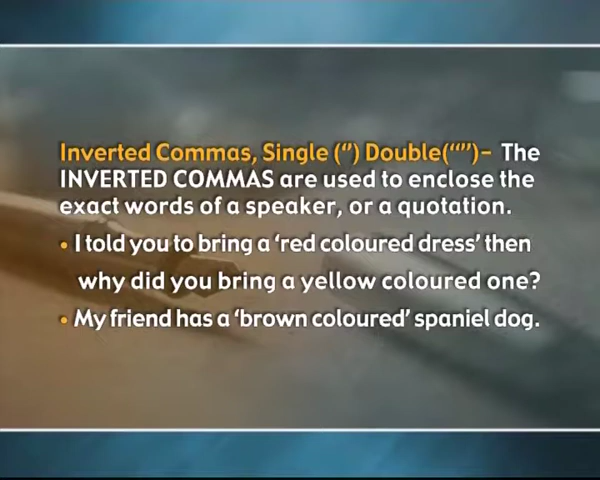 Inverted Commas, Single (‘’) Double(“”)– The
INVERTED COMMAS are used to enclose the
exact words of a speaker, or a quotation.
• I told you to bring a ‘red coloured dress’ then
why did you bring a yellow coloured one?
• My friend has a ‘brown coloured’ spaniel dog.